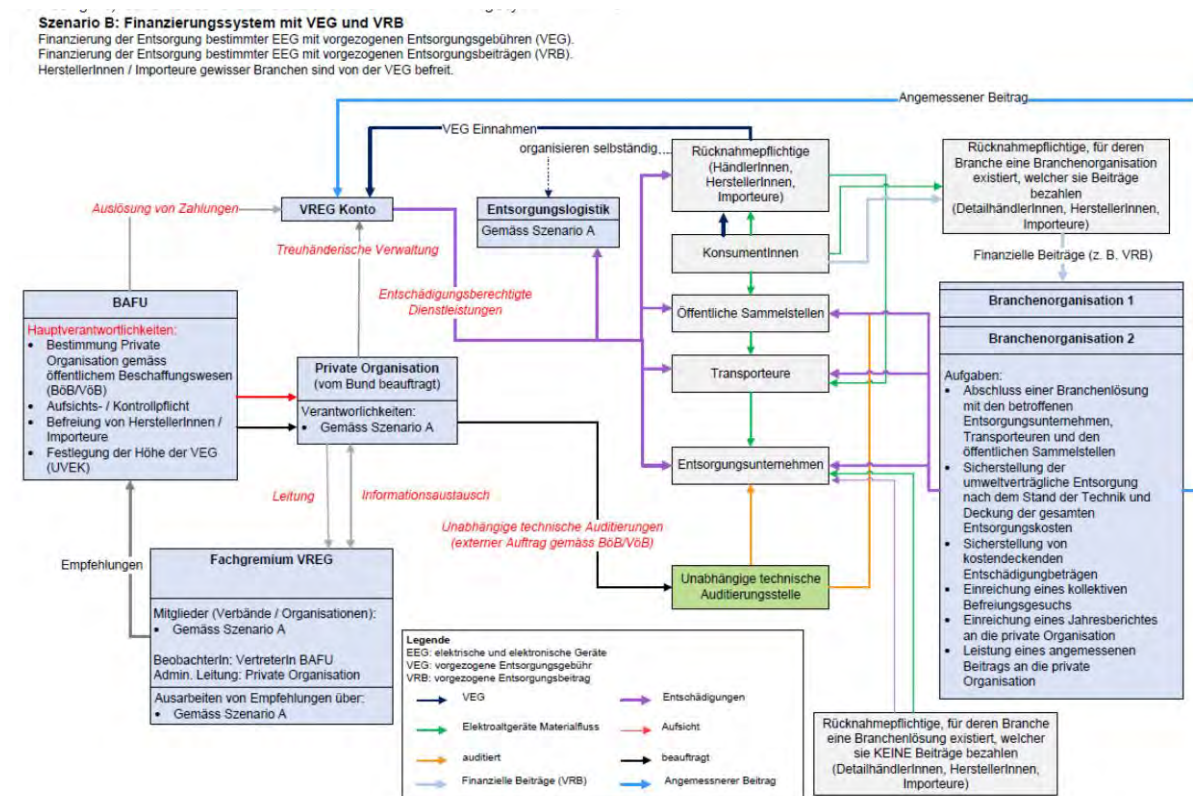 Szenario B: Finanzierungssystem mit VEG und VRB
Finanzierung der Entsorgung bestimmter EEG mit vorgezogenen Entsorgungsgebühren (VEG).
Finanzierung der Entsorgung bestimmter EEG mit vorgezogenen Entsorgungsbeiträgen (VRB).
HerstellerInnen / Importeure gewisser Branchen sind von der VEG befreit.
Angemessener Beitrag
VEG Einnahmen
organisieren selbständig
Auslösung von Zahlungen
VREG Konto
Treuhänderische Verwaltung
Entsorgungslogistik
Gemäss Szenario A
Entschädigungsberechtigte
Dienstleistungen
Rücknahmepflichtige
(HändlerInnen,
HerstellerInnen,
Importeure)
KonsumentInnen
Öffentliche Sammelstellen
Transporteure
Entsorgungsunternehmen
Unabhängige technische
Auditierungsstelle
Rücknahmepflichtige, für deren
Branche eine Branchenorganisation
existiert, welcher sie Beiträge
bezahlen
(DetailhändlerInnen, HerstellerInnen,
Importeure)
Finanzielle Beiträge (z. B. VRB)
Branchenorganisation 1
Branchenorganisation 2
Aufgaben:
• Abschluss einer Branchenlösung
mit den betroffenen
Entsorgungsunternehmen,
Transporteuren und den
öffentlichen Sammelstellen
• Sicherstellung der
umweltverträgliche Entsorgung
nach dem Stand der Technik und
Deckung der gesamten
Entsorgungskosten
• Sicherstellung von
kostendeckenden
Entschädigungbeträgen
• Einreichung eines kollektiven
Befreiungsgesuchs
• Einreichung eines Jahresberichtes
an die private Organisation
• Leistung eines angemessenen
Beitrags an die private
Organisation
BAFU
Hauptverantwortlichkeiten:
• Bestimmung Private
Organisation gemäss
öffentlichem Beschaffungswesen
(BöB/VöB)
• Aufsichts- / Kontrollpflicht
• Befreiung von HerstellerInnen /
Importeure
• Festlegung der Höhe der VEG
(UVEK)
Private Organisation
(vom Bund beauftragt)
Verantworlichkeiten:
• Gemäss Szenario A
Leitung
Informationsaustausch
Unabhängige technische Auditierungen
(externer Auftrag gemäss BöB/VöB)
Empfehlungen
Fachgremium VREG
Mitglieder (Verbände / Organisationen):
• Gemäss Szenario A
BeobachterIn: VertreterIn BAFU
Admin. Leitung: Private Organisation
Ausarbeiten von Empfehlungen über:
• Gemäss Szenario A
Legende
EEG: elektrische und elektronische Geräte
VEG: vorgezogene Entsorgungsgebühr
VRB: vorgezogene Entsorgungsbeitrag
VEG
Entschädigungen
Elektroaltgeräte Materialfluss
Aufsicht
auditiert
beauftragt
Finanzielle Beiträge (VRB)
Angemessnerer Beitrag
Rücknahmepflichtige, für deren Branche
eine Branchenlösung existiert, welcher
sie KEINE Beiträge bezahlen
(DetailhändlerInnen, HerstellerInnen,
Importeure)